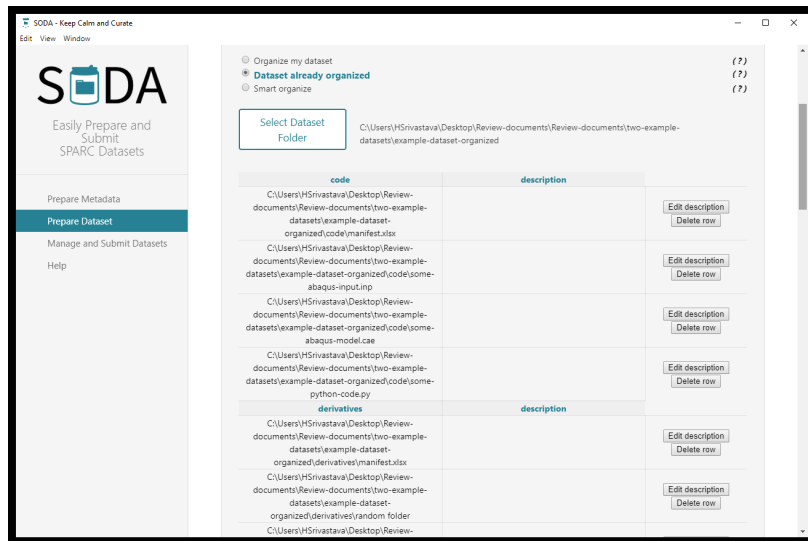 SODA - Keep Calm and Curate
Edit View Window
SODA
Easily Prepare and
Submit
SPARC Datasets
Prepare Metadata
Prepare Dataset
Manage and Submit Datasets
Help
Organize my dataset (?)
Dataset already organized (?)
Smart organize (?)
Select Dataset
Folder
C:\Users\HSrivastava\Desktop\Review-documents\Review-documents\two-example-
datasets\example-dataset-organized
code description
C:\Users\HSrivastava\Desktop\Review-
documents\Review-documents\two-example-
datasets\example-dataset-
organized\code\manifest.xlsx
Edit description
Delete row
C:\Users\HSrivastava\Desktop\Review-
documents\Review-documents\two-example-
datasets\example-dataset-organized\code\some-
abaqus-input.inp
Edit description
Delete row
C:\Users\HSrivastava\Desktop\Review-
documents\Review-documents\two-example-
datasets\example-dataset-organized\code\some-
abaqus-model.cae
Edit description
Delete row
C:\Users\HSrivastava\Desktop\Review-
documents\Review-documents\two-example-
datasets\example-dataset-organized\code\some-
python-code.py
Edit description
Delete row
derivatives description
C:\Users\HSrivastava\Desktop\Review-
documents\Review-documents\two-example-
datasets\example-dataset-
organized\derivatives\manifest.xlsx
Edit description
Delete row
C:\Users\HSrivastava\Desktop\Review-
documents\Review-documents\two-example-
datasets\example-dataset-
organized\derivatives\random folder
Edit description
Delete row
C:\Users\HSrivastava\Desktop\Review-